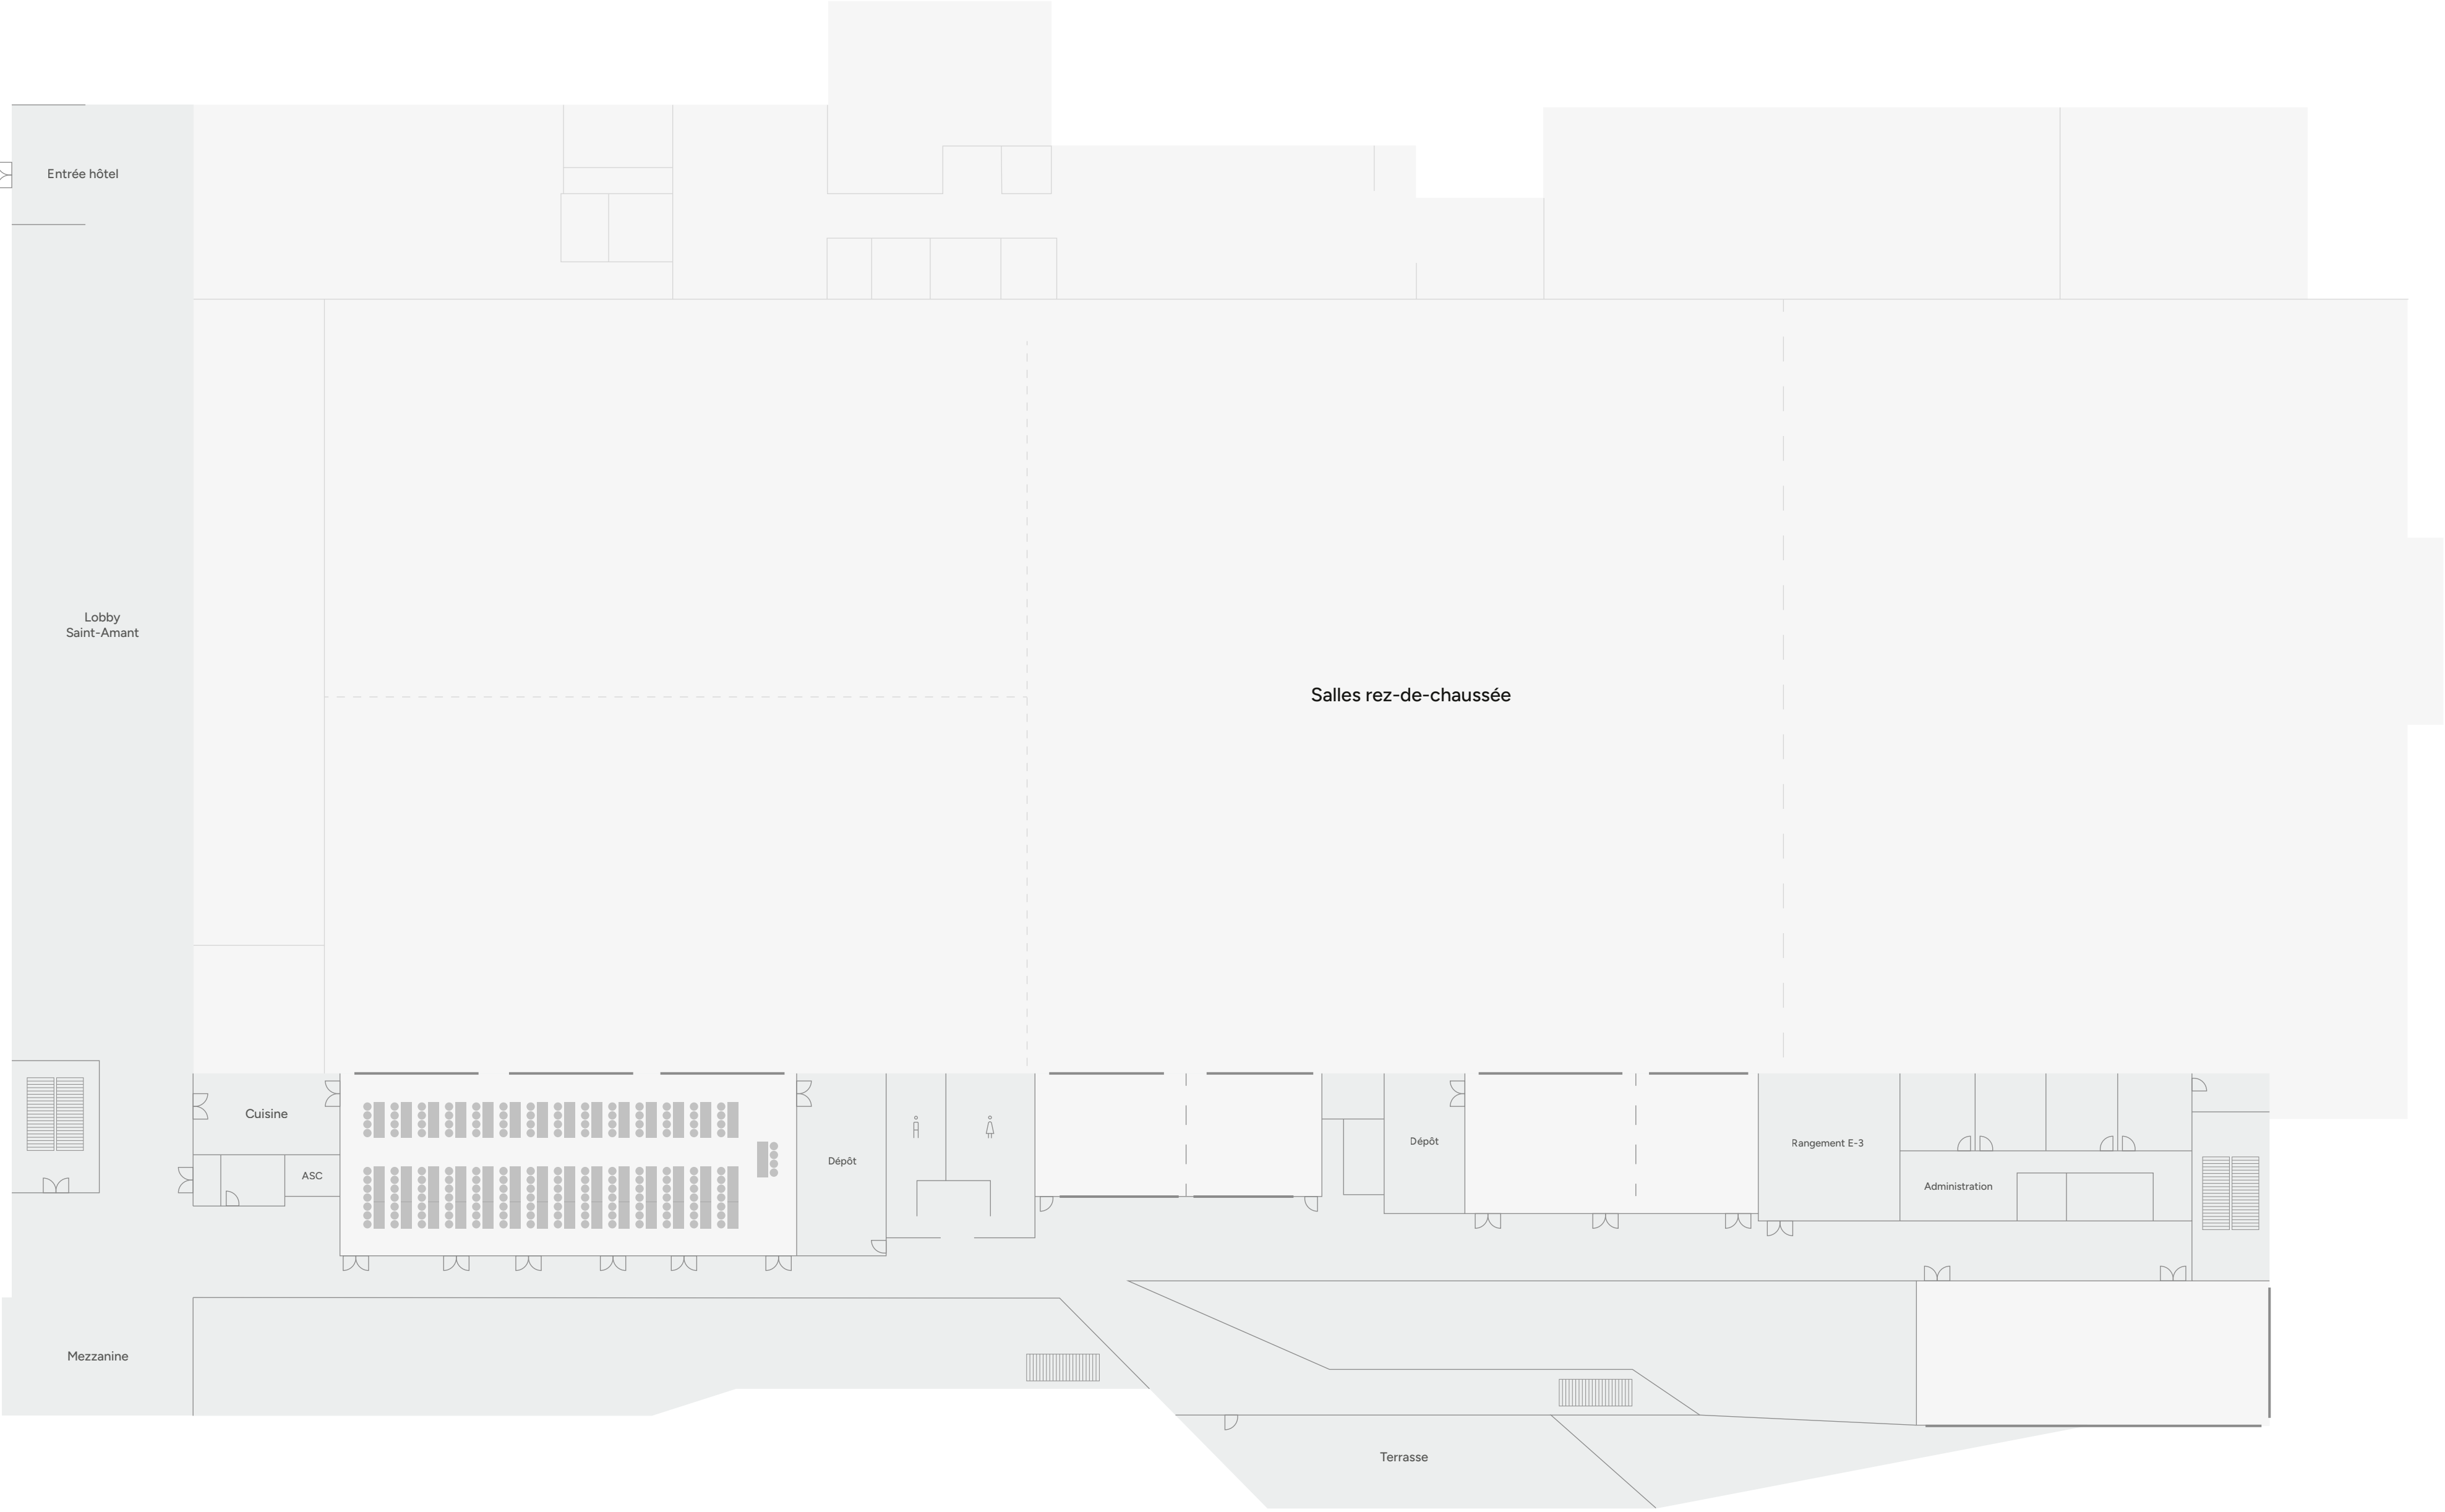 Entrée hôtel
Lobby
Saint-Amant
Salles rez-de-chaussée
Cuisine
ASC
Dépôt
Dépôt
Rangement E-3
Administration
Mezzanine
Terrasse